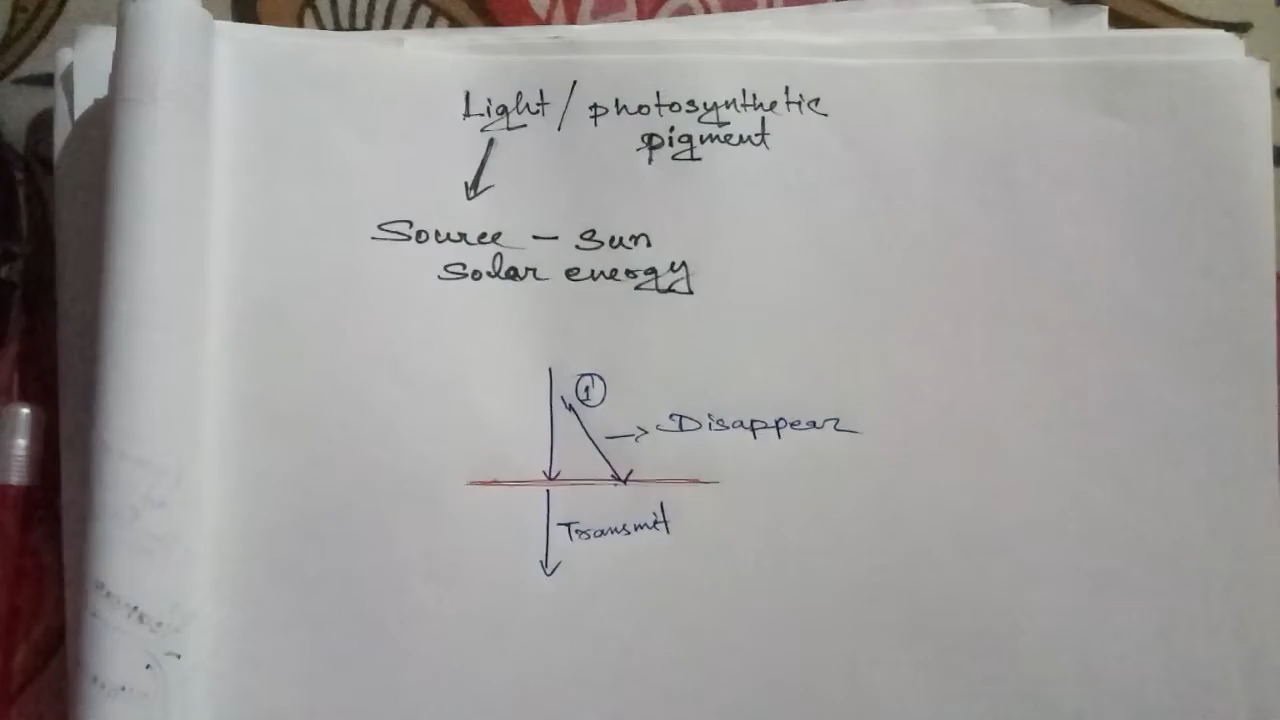 Light / photosynthetic
pigment
Source - Sun
Solar energy
1
Disappear
Transmit